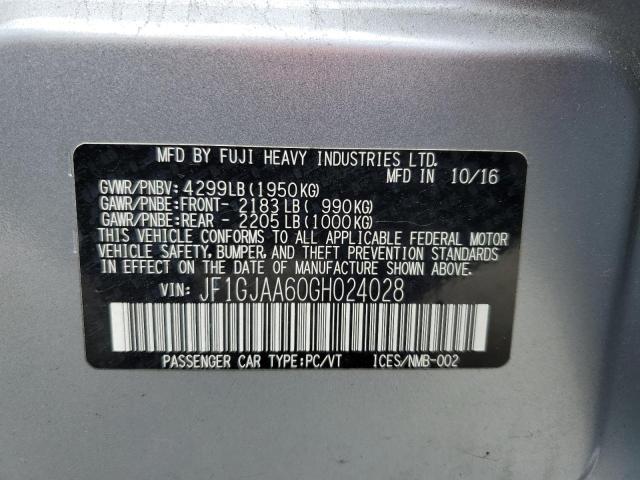 MFD BY FUJI HEAVY INDUSTRIES LTD.
MFD IN 10/16
GVWR/PNBV: 4299LB(1950KG)
GAWR/PNBE:FRONT- 2183LB( 990KG)
GAWR/PNBE:REAR - 2205LB(1000KG)
THIS VEHICLE CONFORMS TO ALL APPLICABLE FEDERAL MOTOR
VEHICLE SAFETY, BUMPER, AND THEFT PREVENTION STANDARDS
IN EFFECT ON THE DATE OF MANUFACTURE SHOWN ABOVE.
VIN: JF1GJAA60GH024028
PASSENGER CAR TYPE:PC/VT ICES/NMB-002